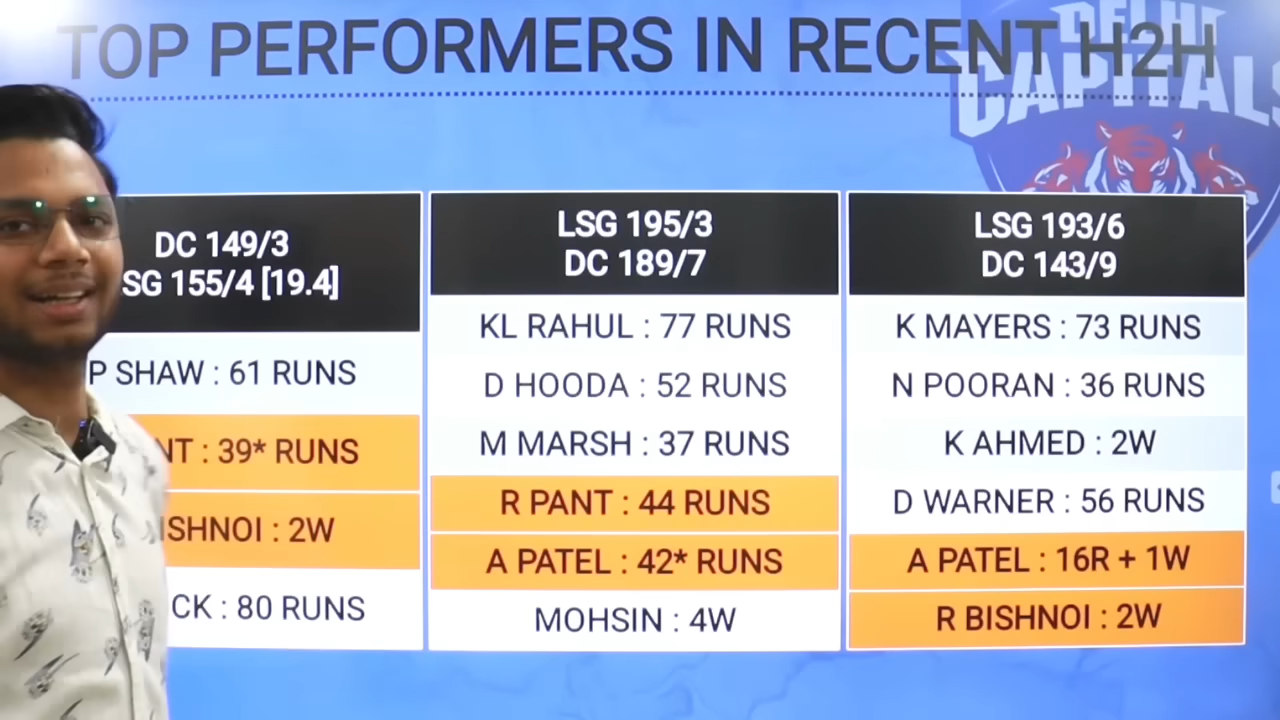 TOP PERFORMERS IN RECENT H2H
DELHI
CAPITALS
DC 149/3
SG 155/4 [19.4]
P SHAW : 61 RUNS
NT : 39* RUNS
ISHNOI : 2W
CK : 80 RUNS
LSG 195/3
DC 189/7
KL RAHUL : 77 RUNS
D HOODA : 52 RUNS
M MARSH : 37 RUNS
R PANT : 44 RUNS
A PATEL : 42* RUNS
MOHSIN : 4W
LSG 193/6
DC 143/9
K MAYERS : 73 RUNS
N POORAN : 36 RUNS
K AHMED : 2W
D WARNER : 56 RUNS
A PATEL : 16R + 1W
R BISHNOI : 2W